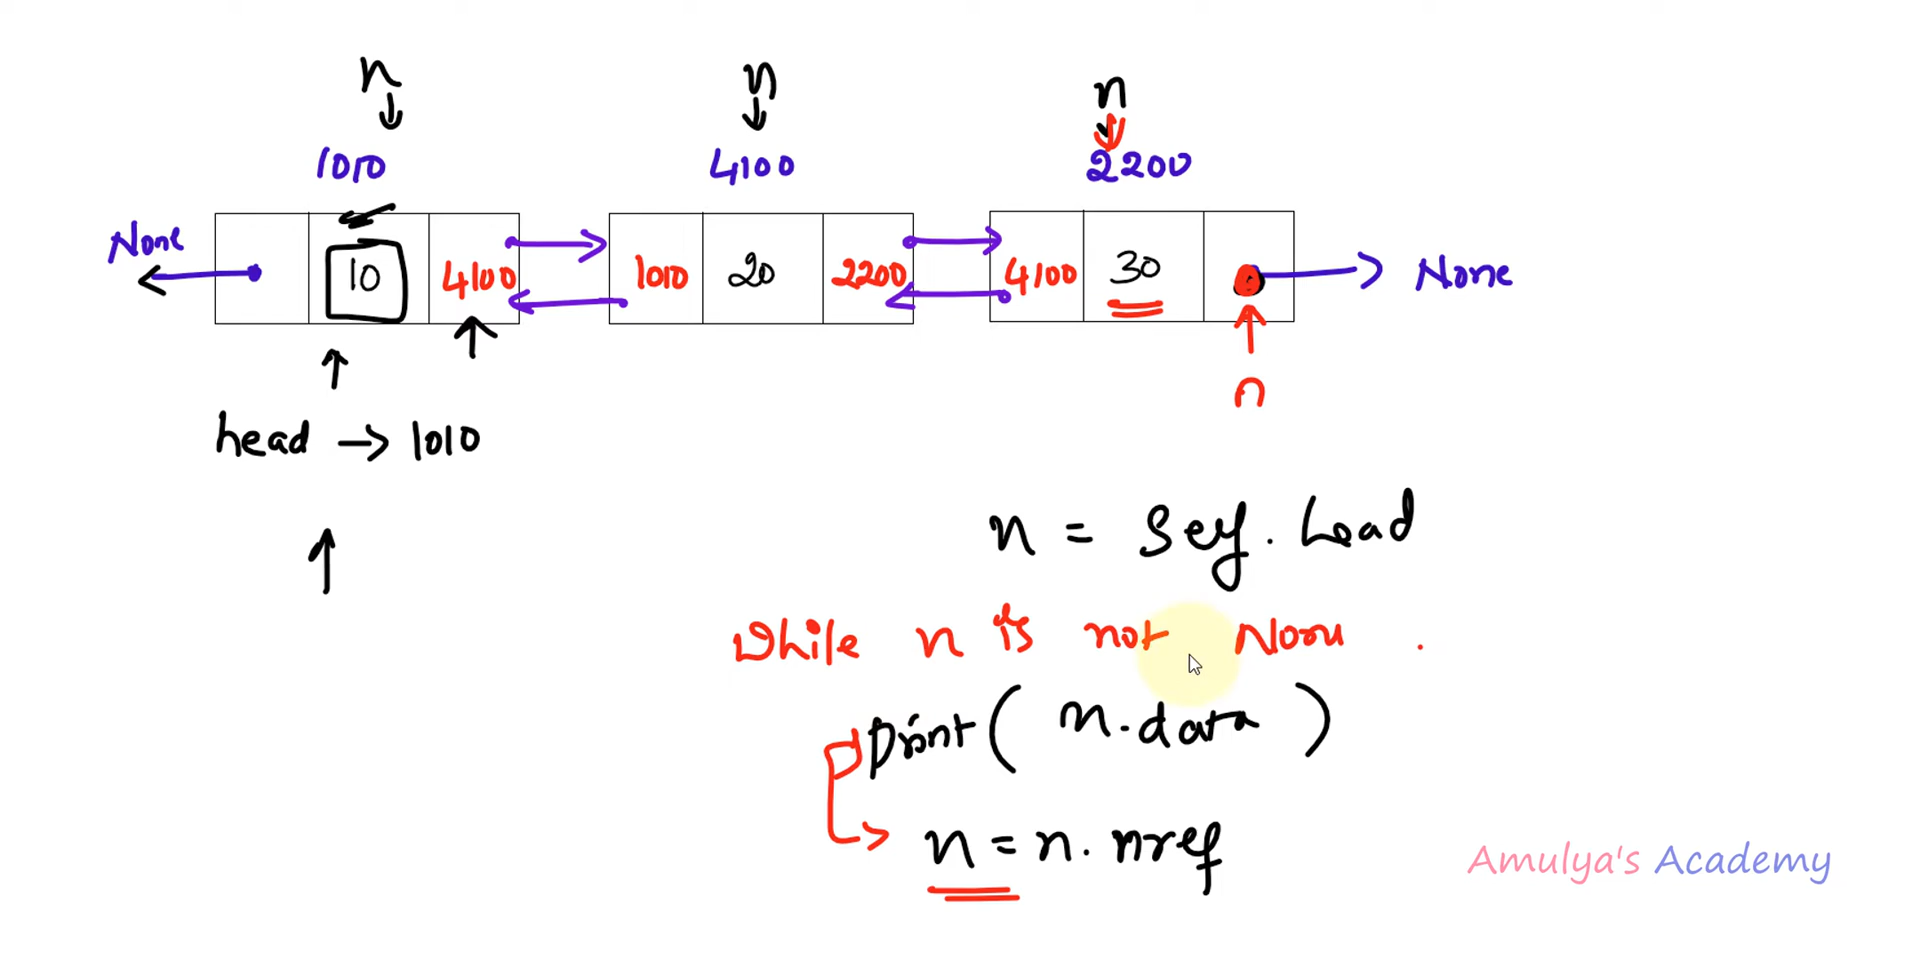 n n n
1010 4100 2200
None 10 4100 1010 20 2200 4100 30 None
n
head → 1010
n = self.head
While n is not None .
print( n.data )
n = n.nref
Amulya's Academy